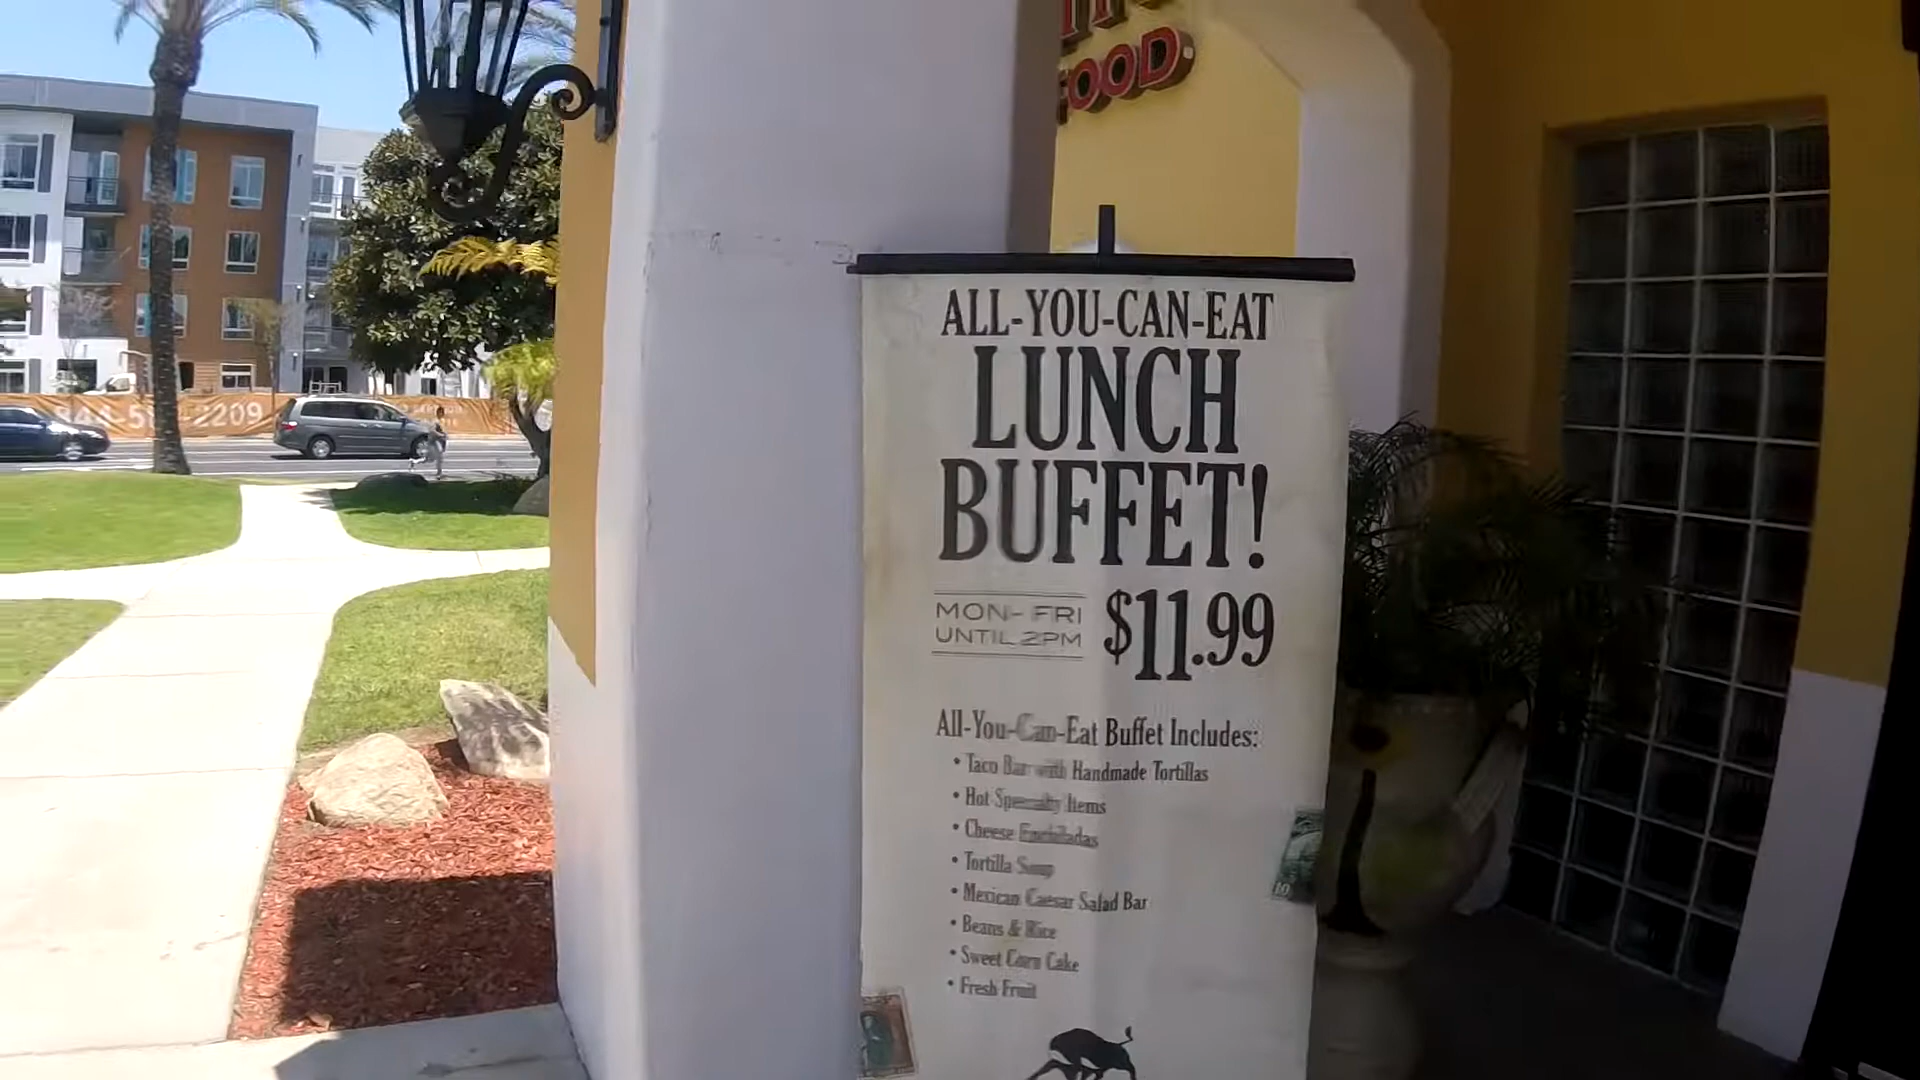 OOD
ALL-YOU-CAN-EAT
LUNCH
BUFFET!
MON- FRI
UNTIL 2PM
$11.99
All-You-Can-Eat Buffet Includes:
• Taco Bar with Handmade Tortillas
• Hot Specialty Items
• Cheese Enchiladas
• Tortilla Soup
• Mexican Caesar Salad Bar
• Beans & Rice
• Sweet Corn Cake
• Fresh Fruit
10